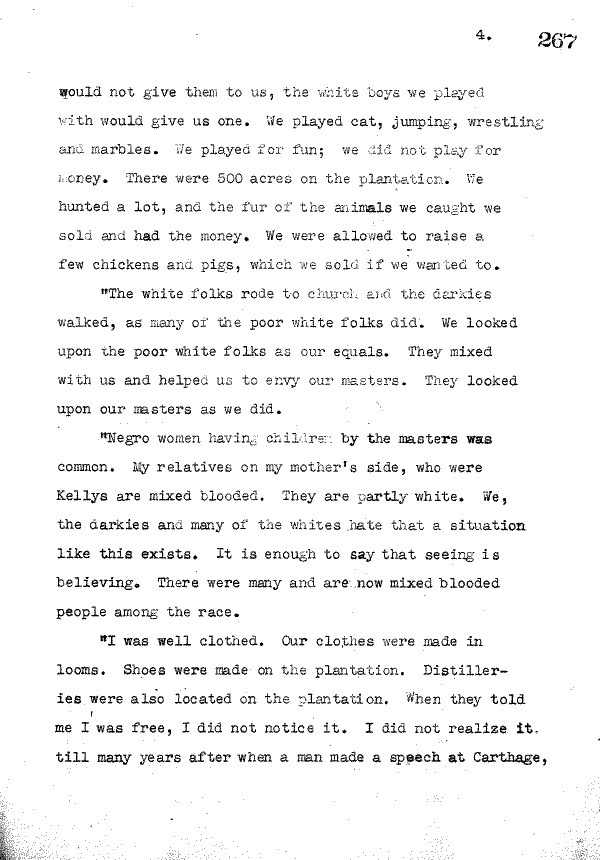 4. 267
would not give them to us, the white boys we played
with would give us one. We played cat, jumping, wrestling
and marbles. We played for fun; we did not play for
money. There were 500 acres on the plantation. We
hunted a lot, and the fur of the animals we caught we
sold and had the money. We were allowed to raise a
few chickens and pigs, which we sold if we wanted to.
"The white folks rode to church and the darkies
walked, as many of the poor white folks did. We looked
upon the poor white folks as our equals. They mixed
with us and helped us to envy our masters. They looked
upon our masters as we did.
"Negro women having children by the masters was
common. My relatives on my mother's side, who were
Kellys are mixed blooded. They are partly white. We,
the darkies and many of the whites hate that a situation
like this exists. It is enough to say that seeing is
believing. There were many and are now mixed blooded
people among the race.
"I was well clothed. Our clothes were made in
looms. Shoes were made on the plantation. Distiller-
ies were also located on the plantation. When they told
me I was free, I did not notice it. I did not realize it
till many years after when a man made a speech at Carthage,